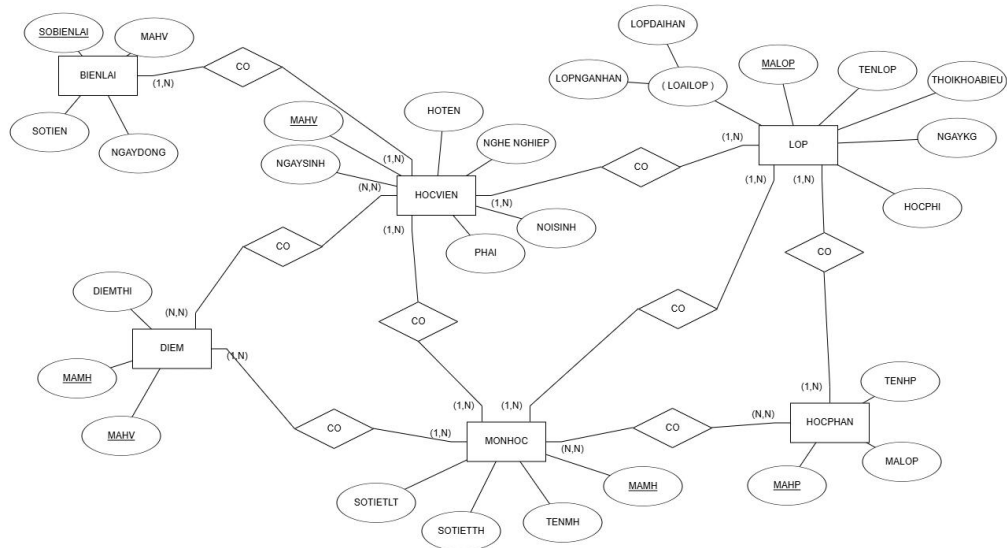 LOPDAIHAN
SOBIENLAI
MAHV
CO
MALOP
TENLOP
BIENLAI
(1,N)
LOPNGANHAN
( LOAILOP )
THOIKHOABIEU
HOTEN
MAHV
SOTIEN
NGHE NGHIEP
(1,N)
LOP
NGAYKG
NGAYDONG
NGAYSINH
(1,N)
CO
(1,N)
(1,N)
(N,N)
HOCVIEN
(1,N)
HOCPHI
(1,N)
NOISINH
CO
PHAI
CO
DIEMTHI
CO
CO
(N,N)
DIEM
(1,N)
MAMH
TENHP
(1,N)
MAHV
(1,N)
(1,N)
(N,N)
HOCPHAN
CO
(1,N)
MONHOC
CO
(N,N)
MALOP
MAHP
MAMH
SOTIETLT
SOTIETTH
TENMH